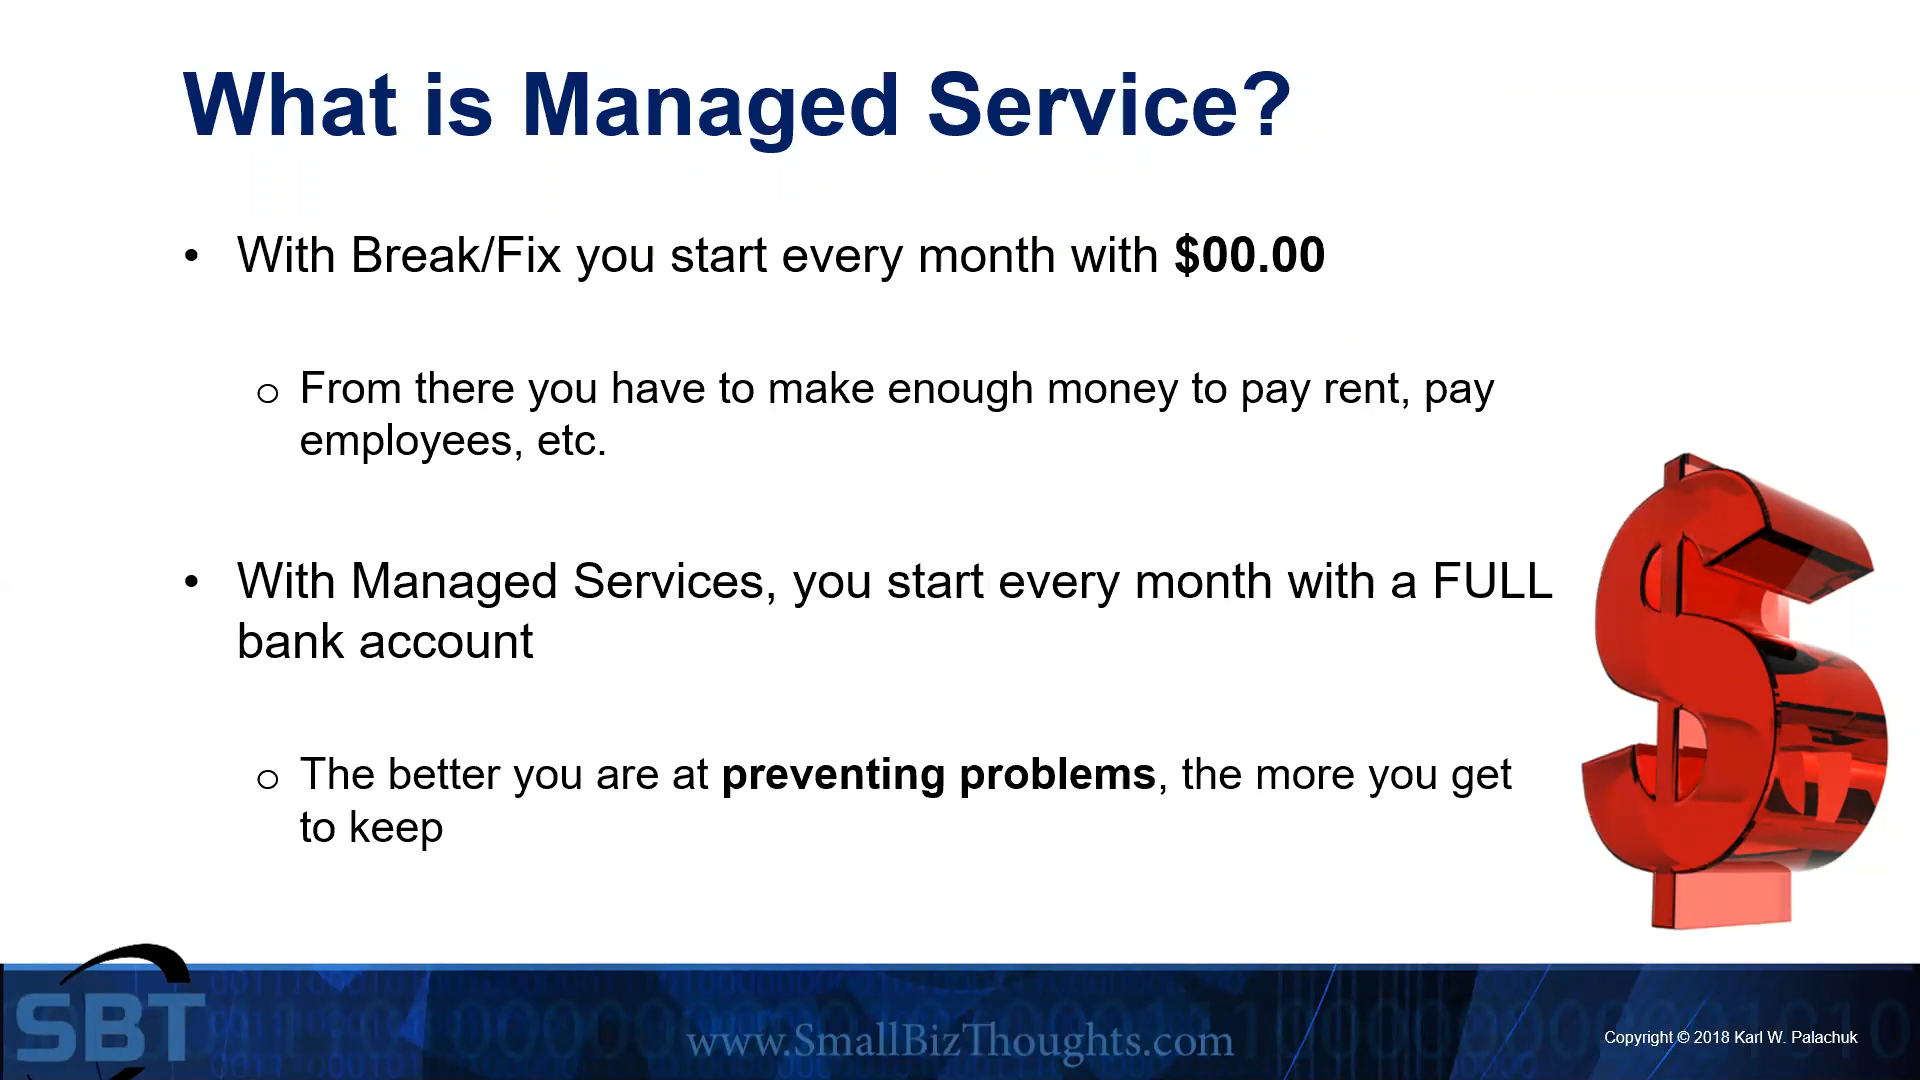 What is Managed Service?
• With Break/Fix you start every month with $00.00
o From there you have to make enough money to pay rent, pay
employees, etc.
• With Managed Services, you start every month with a FULL
bank account
o The better you are at preventing problems, the more you get
to keep
SBT
www.SmallBizThoughts.com
Copyright © 2018 Karl W. Palachuk